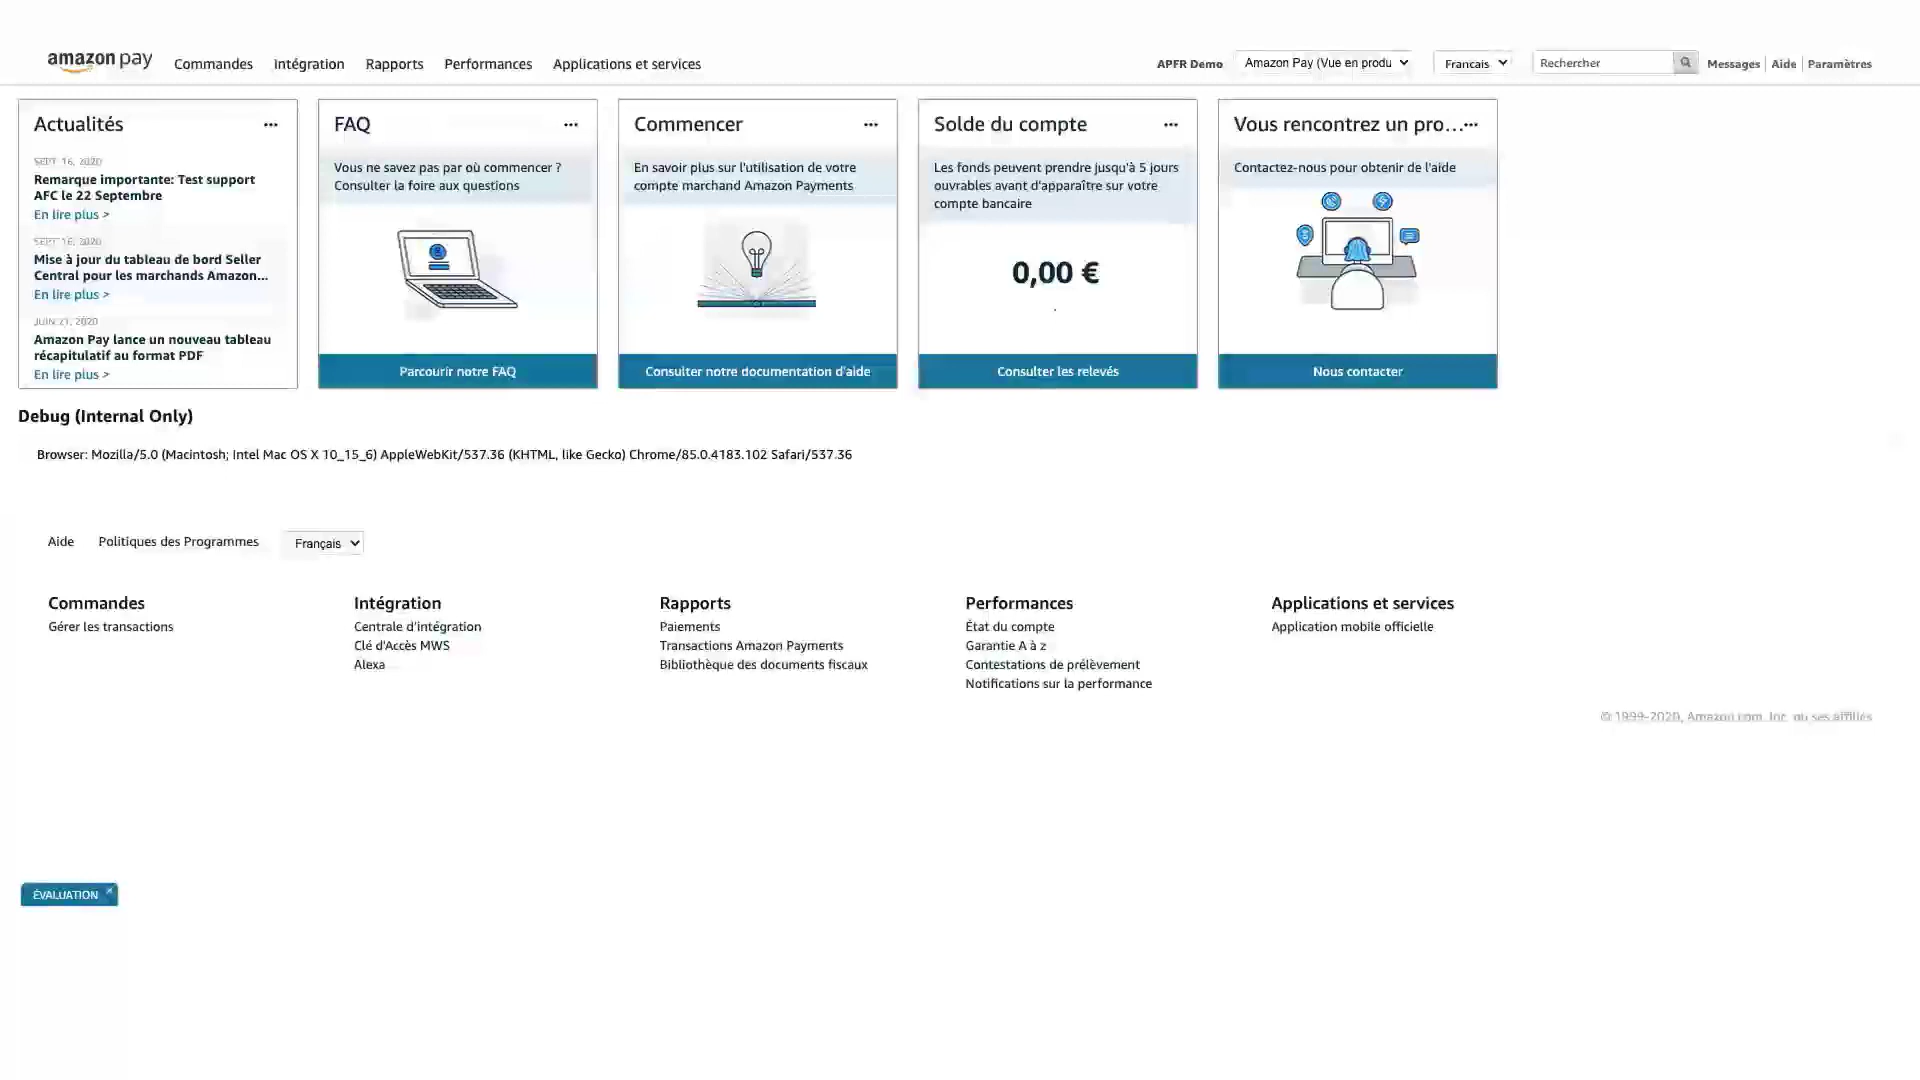 amazon pay Commandes Intégration Rapports Performances Applications et services APFR Demo Amazon Pay (Vue en produ Francais Rechercher Messages Aide Paramètres
Actualités
SEPT. 16, 2020
Remarque importante: Test support
AFC le 22 Septembre
En lire plus >
SEPT. 16, 2020
Mise à jour du tableau de bord Seller
Central pour les marchands Amazon...
En lire plus >
JUIN 21, 2020
Amazon Pay lance un nouveau tableau
récapitulatif au format PDF
En lire plus >
FAQ
Vous ne savez pas par où commencer ?
Consulter la foire aux questions
Parcourir notre FAQ
Commencer
En savoir plus sur l'utilisation de votre
compte marchand Amazon Payments
Consulter notre documentation d'aide
Solde du compte
Les fonds peuvent prendre jusqu'à 5 jours
ouvrables avant d'apparaître sur votre
compte bancaire
0,00 €
Consulter les relevés
Vous rencontrez un pro...
Contactez-nous pour obtenir de l'aide
Nous contacter
Debug (Internal Only)
Browser: Mozilla/5.0 (Macintosh; Intel Mac OS X 10_15_6) AppleWebKit/537.36 (KHTML, like Gecko) Chrome/85.0.4183.102 Safari/537.36
Aide Politiques des Programmes Français
Commandes
Gérer les transactions
Intégration
Centrale d'intégration
Clé d'Accès MWS
Alexa
Rapports
Paiements
Transactions Amazon Payments
Bibliothèque des documents fiscaux
Performances
État du compte
Garantie A à z
Contestations de prélèvement
Notifications sur la performance
Applications et services
Application mobile officielle
© 1999-2020, Amazon.com, Inc. ou ses affiliés
ÉVALUATION